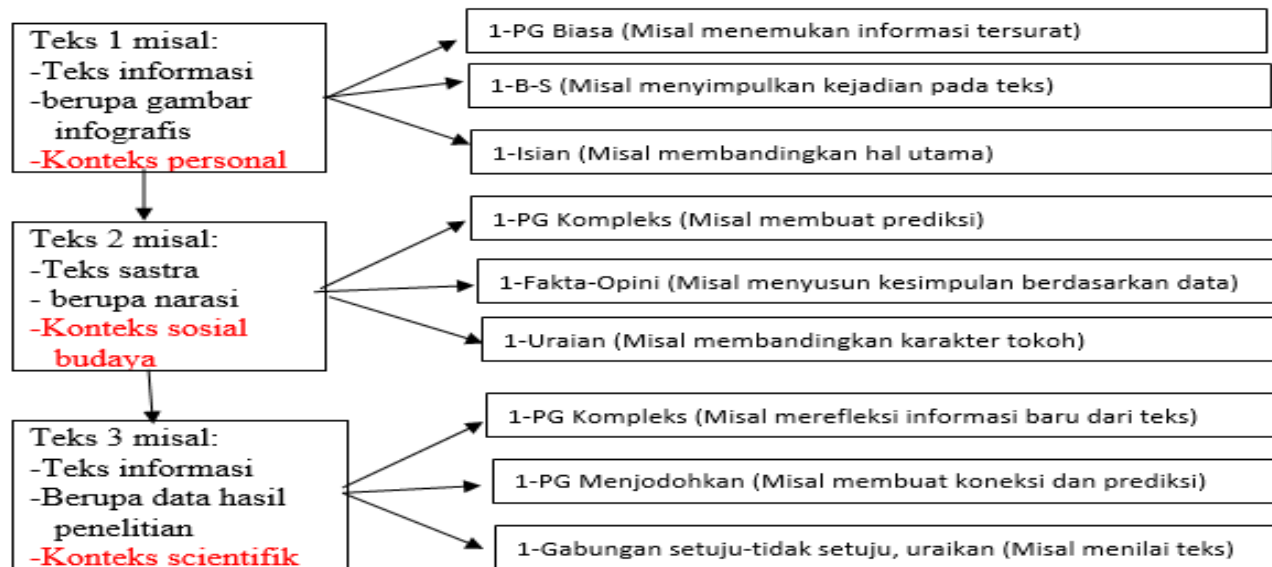 Teks 1 misal:
-Teks informasi
-berupa gambar
infografis
-Konteks personal
1-PG Biasa (Misal menemukan informasi tersurat)
1-B-S (Misal menyimpulkan kejadian pada teks)
1-Isian (Misal membandingkan hal utama)
Teks 2 misal:
-Teks sastra
- berupa narasi
-Konteks sosial
budaya
1-PG Kompleks (Misal membuat prediksi)
1-Fakta-Opini (Misal menyusun kesimpulan berdasarkan data)
1-Uraian (Misal membandingkan karakter tokoh)
Teks 3 misal:
-Teks informasi
-Berupa data hasil
penelitian
-Konteks scientifik
1-PG Kompleks (Misal merefleksi informasi baru dari teks)
1-PG Menjodohkan (Misal membuat koneksi dan prediksi)
1-Gabungan setuju-tidak setuju, uraikan (Misal menilai teks)